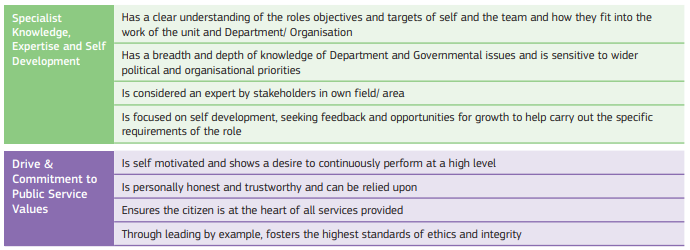 Specialist
Knowledge,
Expertise and Self
Development
Has a clear understanding of the roles objectives and targets of self and the team and how they fit into the
work of the unit and Department/ Organisation
Has a breadth and depth of knowledge of Department and Governmental issues and is sensitive to wider
political and organisational priorities
Is considered an expert by stakeholders in own field/ area
Is focused on self development, seeking feedback and opportunities for growth to help carry out the specific
requirements of the role
Drive &
Commitment to
Public Service
Values
Is self motivated and shows a desire to continuously perform at a high level
Is personally honest and trustworthy and can be relied upon
Ensures the citizen is at the heart of all services provided
Through leading by example, fosters the highest standards of ethics and integrity